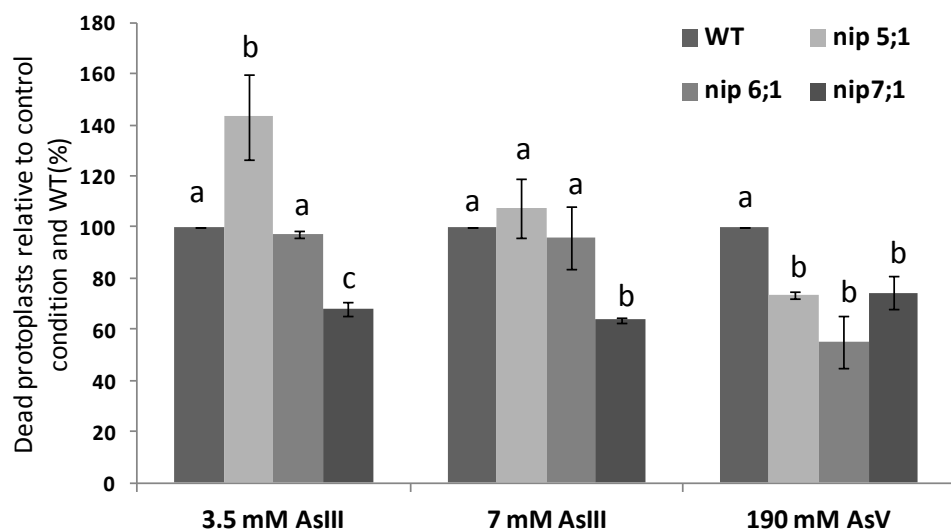 Dead protoplasts relative to control
condition and WT(%)
180
160
140
120
100
80
60
40
20
0
WT
nip 5;1
nip 6;1
nip7;1
a
b
a
c
a
a
a
b
a
b
b
b
3.5 mM AsIII
7 mM AsIII
190 mM AsV